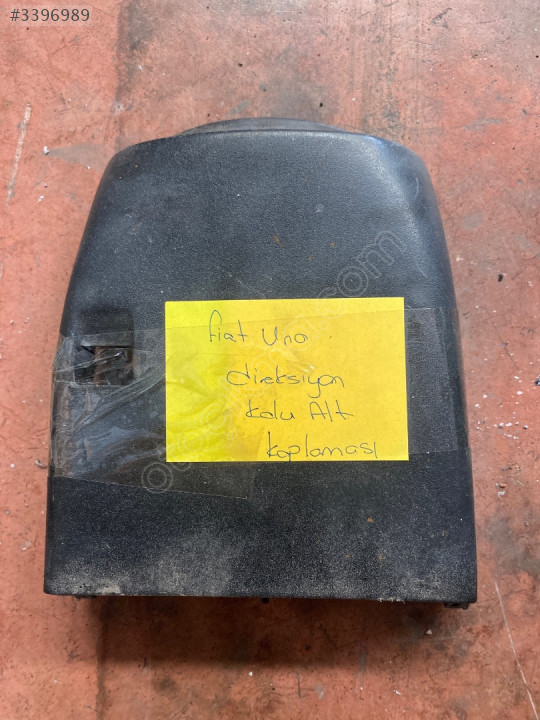 #3396989
fiat Uno
direksiyon
kolu Alt
kaplaması